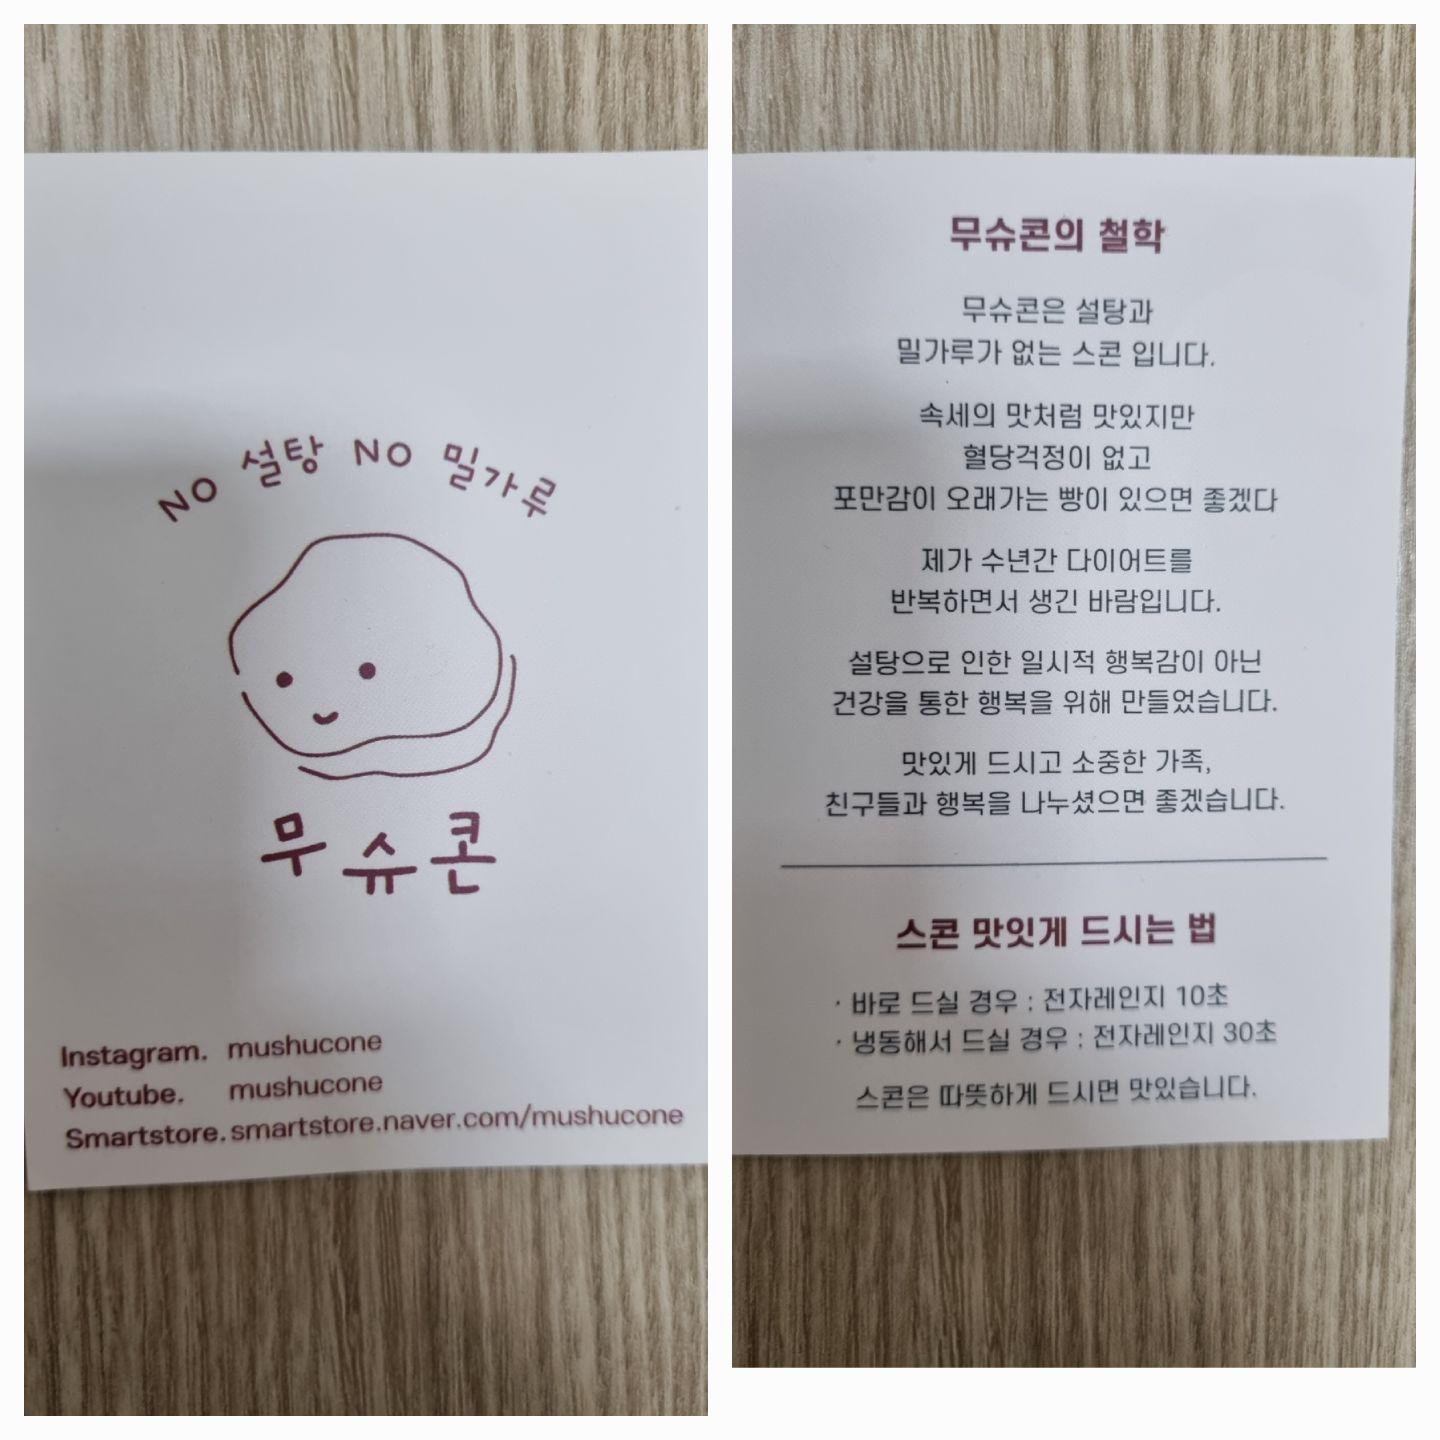 NO 설탕 NO 밀가루
무슈콘
Instagram. mushucone
Youtube. mushucone
Smartstore. smartstore.naver.com/mushucone
무슈콘의 철학
무슈콘은 설탕과
밀가루가 없는 스콘 입니다.
속세의 맛처럼 맛있지만
혈당걱정이 없고
포만감이 오래가는 빵이 있으면 좋겠다
제가 수년간 다이어트를
반복하면서 생긴 바람입니다.
설탕으로 인한 일시적 행복감이 아닌
건강을 통한 행복을 위해 만들었습니다.
맛있게 드시고 소중한 가족,
친구들과 행복을 나누셨으면 좋겠습니다.
스콘 맛잇게 드시는 법
· 바로 드실 경우 : 전자레인지 10초
· 냉동해서 드실 경우 : 전자레인지 30초
스콘은 따뜻하게 드시면 맛있습니다.